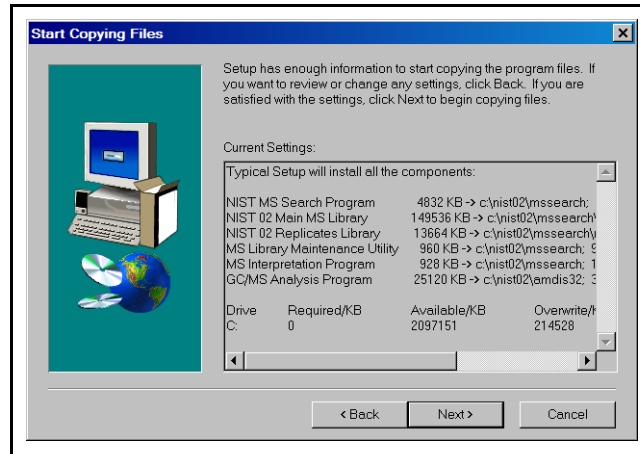 Start Copying Files
Setup has enough information to start copying the program files. If
you want to review or change any settings, click Back. If you are
satisfied with the settings, click Next to begin copying files.
Current Settings:
Typical Setup will install all the components:
NIST MS Search Program 4832 KB -> c:\nist02\mssearch;
NIST 02 Main MS Library 149536 KB -> c:\nist02\mssearch\
NIST 02 Replicates Library 13664 KB -> c:\nist02\mssearch\
MS Library Maintenance Utility 960 KB -> c:\nist02\mssearch; 9
MS Interpretation Program 928 KB -> c:\nist02\mssearch; 1
GC/MS Analysis Program 25120 KB -> c:\nist02\amdis32; 3
Drive Required/KB Available/KB Overwrite/K
C: 0 2097151 214528
< Back Next > Cancel